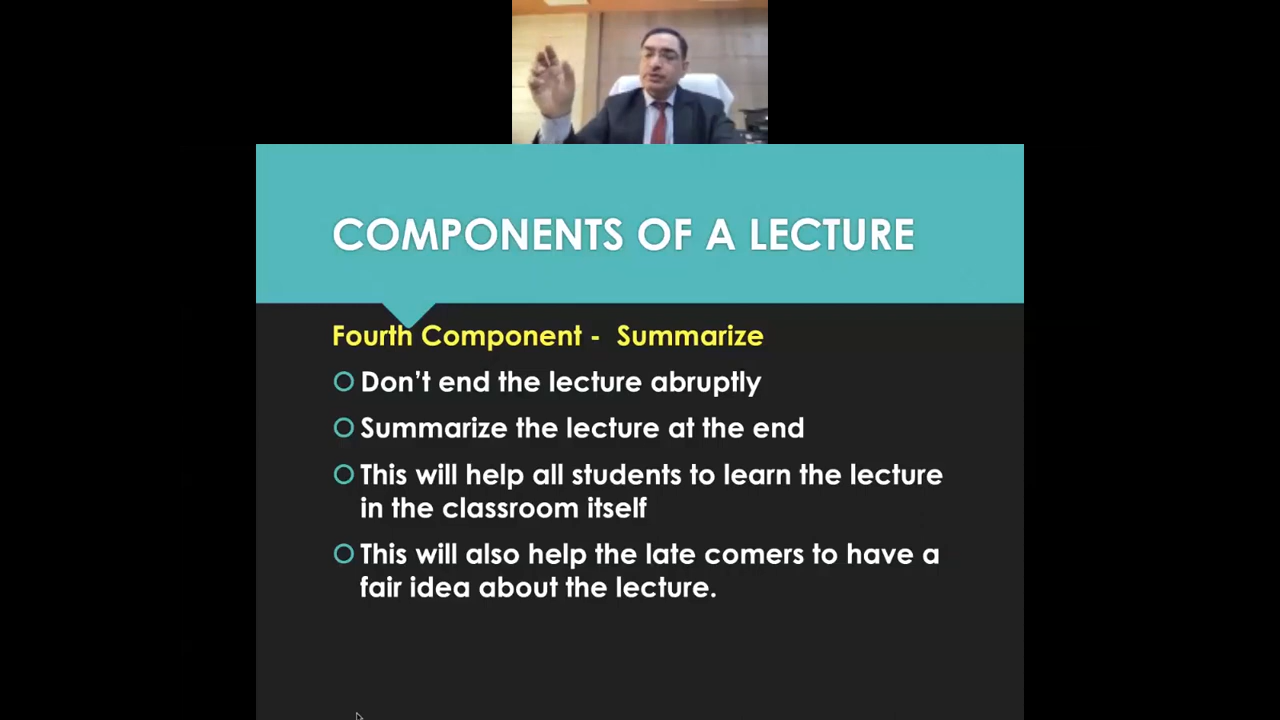 COMPONENTS OF A LECTURE
Fourth Component - Summarize
Don't end the lecture abruptly
Summarize the lecture at the end
This will help all students to learn the lecture
in the classroom itself
This will also help the late comers to have a
fair idea about the lecture.